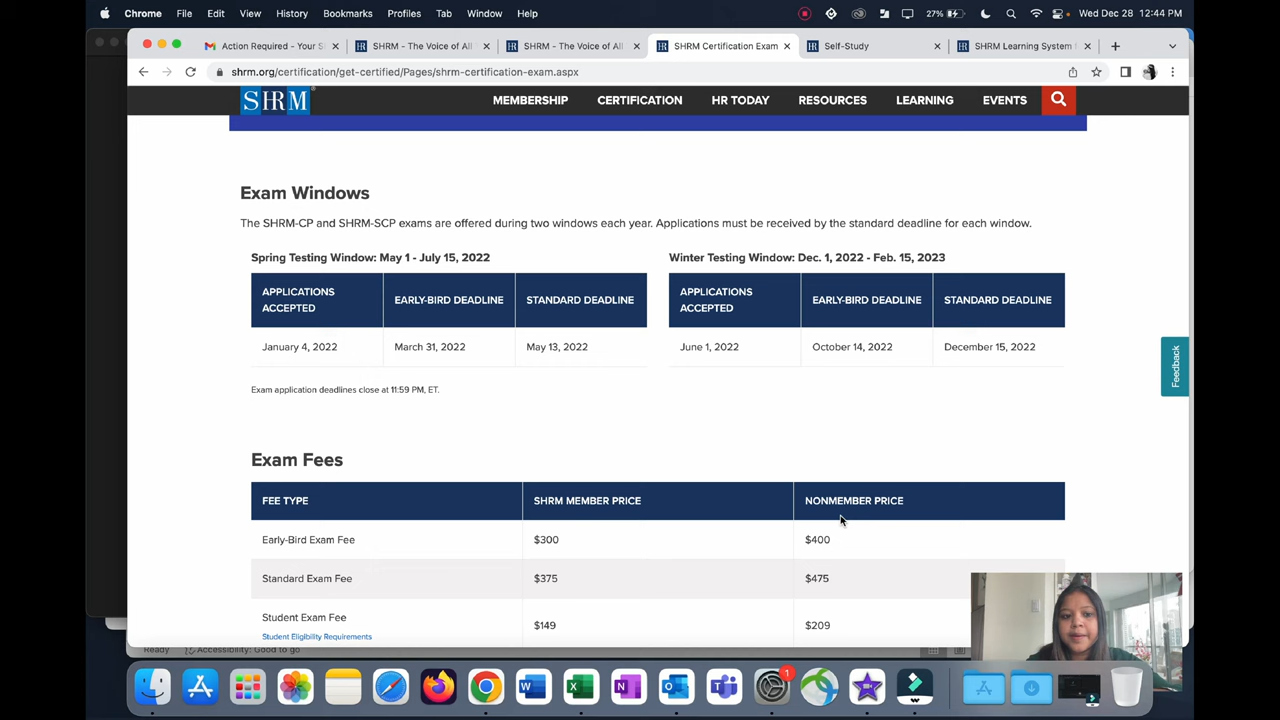 Chrome File Edit View History Bookmarks Profiles Tab Window Help 27% Wed Dec 28 12:44 PM
Action Required - Your S SHRM - The Voice of All SHRM - The Voice of All SHRM Certification Exam Self-Study SHRM Learning System
shrm.org/certification/get-certified/Pages/shrm-certification-exam.aspx
SHRM MEMBERSHIP CERTIFICATION HR TODAY RESOURCES LEARNING EVENTS
Exam Windows
The SHRM-CP and SHRM-SCP exams are offered during two windows each year. Applications must be received by the standard deadline for each window.
Spring Testing Window: May 1 - July 15, 2022 Winter Testing Window: Dec. 1, 2022 - Feb. 15, 2023
APPLICATIONS ACCEPTED EARLY-BIRD DEADLINE STANDARD DEADLINE APPLICATIONS ACCEPTED EARLY-BIRD DEADLINE STANDARD DEADLINE
January 4, 2022 March 31, 2022 May 13, 2022 June 1, 2022 October 14, 2022 December 15, 2022
Feedback
Exam application deadlines close at 11:59 PM, ET.
Exam Fees
FEE TYPE SHRM MEMBER PRICE NONMEMBER PRICE
Early-Bird Exam Fee $300 $400
Standard Exam Fee $375 $475
Student Exam Fee $149 $209
Student Eligibility Requirements
Ready Accessibility: Good to go
1